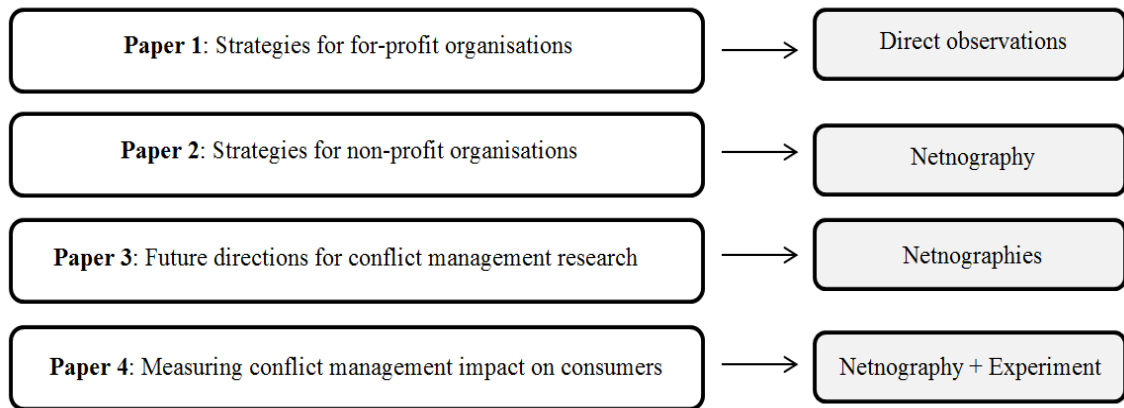 Paper 1: Strategies for for-profit organisations
Direct observations
Paper 2: Strategies for non-profit organisations
Netnography
Paper 3: Future directions for conflict management research
Netnographies
Paper 4: Measuring conflict management impact on consumers
Netnography + Experiment